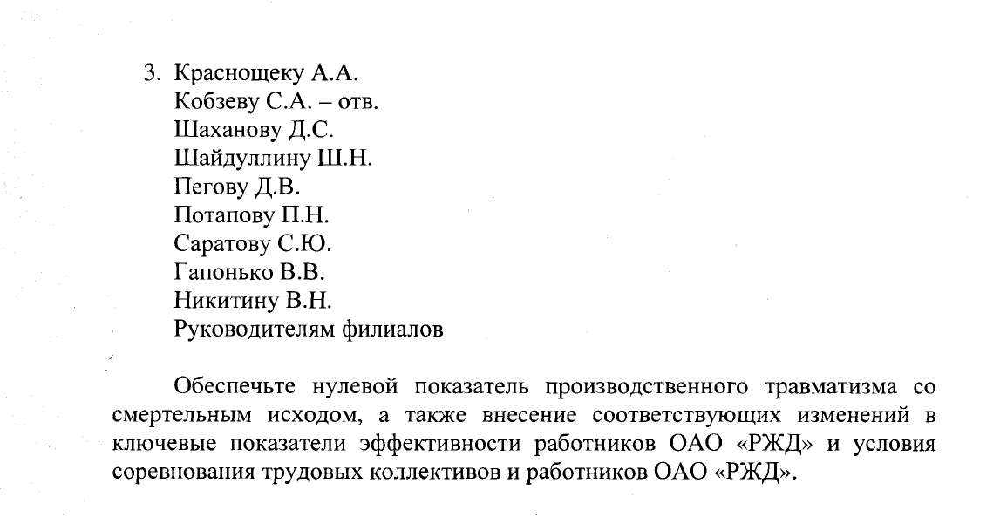 3. Краснощеку А.А.
Кобзеву С.А. – отв.
Шаханову Д.С.
Шайдуллину Ш.Н.
Пегову Д.В.
Потапову П.Н.
Саратову С.Ю.
Гапонько В.В.
Никитину В.Н.
Руководителям филиалов
Обеспечьте нулевой показатель производственного травматизма со
смертельным исходом, а также внесение соответствующих изменений в
ключевые показатели эффективности работников ОАО «РЖД» и условия
соревнования трудовых коллективов и работников ОАО «РЖД».